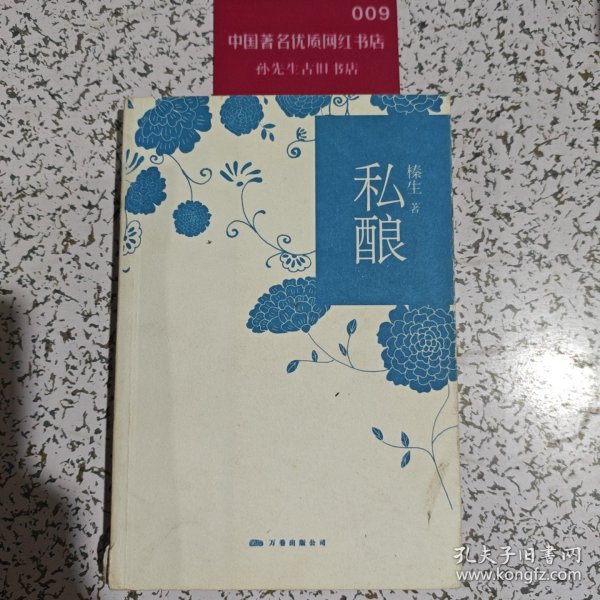 009
中国著名优质网红书店
孙先生古旧书店
私酿
榛生 著
万卷出版公司
孔夫子旧书网
www.kongfz.com